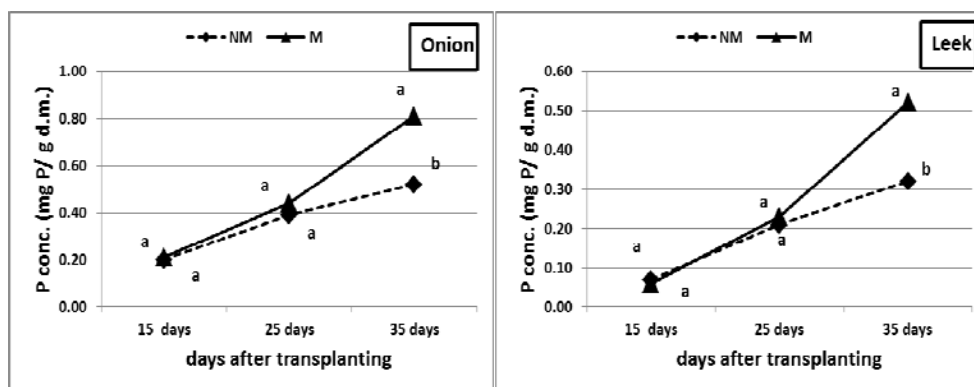 NM M
Onion
P conc. (mg P/ g d.m.)
1.00
0.80
0.60
0.40
0.20
0.00
a
b
a
a
a
a
15 days 25 days 35 days
days after transplanting
NM M
Leek
P conc. (mg P/ g d.m.)
0.60
0.50
0.40
0.30
0.20
0.10
0.00
a
b
a
a
a
a
15 days 25 days 35 days
days after transplanting